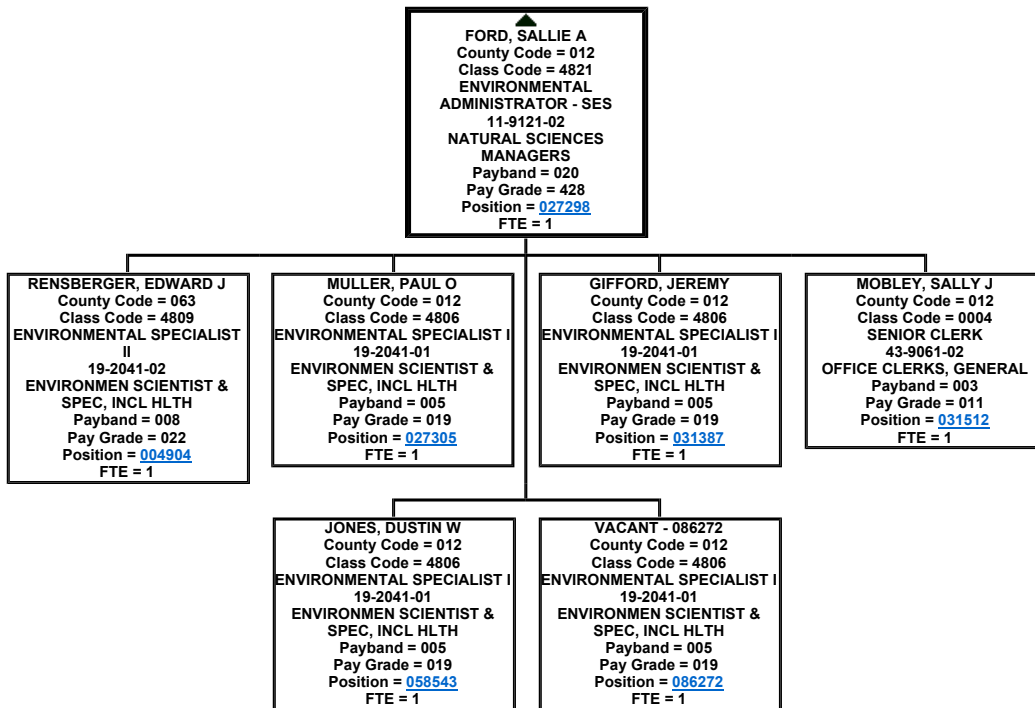 FORD, SALLIE A
County Code = 012
Class Code = 4821
ENVIRONMENTAL
ADMINISTRATOR - SES
11-9121-02
NATURAL SCIENCES
MANAGERS
Payband = 020
Pay Grade = 428
Position = 027298
FTE = 1
RENSBERGER, EDWARD J
County Code = 063
Class Code = 4809
ENVIRONMENTAL SPECIALIST
II
19-2041-02
ENVIRONMEN SCIENTIST &
SPEC, INCL HLTH
Payband = 008
Pay Grade = 022
Position = 004904
FTE = 1
MULLER, PAUL O
County Code = 012
Class Code = 4806
ENVIRONMENTAL SPECIALIST I
19-2041-01
ENVIRONMEN SCIENTIST &
SPEC, INCL HLTH
Payband = 005
Pay Grade = 019
Position = 027305
FTE = 1
GIFFORD, JEREMY
County Code = 012
Class Code = 4806
ENVIRONMENTAL SPECIALIST I
19-2041-01
ENVIRONMEN SCIENTIST &
SPEC, INCL HLTH
Payband = 005
Pay Grade = 019
Position = 031387
FTE = 1
MOBLEY, SALLY J
County Code = 012
Class Code = 0004
SENIOR CLERK
43-9061-02
OFFICE CLERKS, GENERAL
Payband = 003
Pay Grade = 011
Position = 031512
FTE = 1
JONES, DUSTIN W
County Code = 012
Class Code = 4806
ENVIRONMENTAL SPECIALIST I
19-2041-01
ENVIRONMEN SCIENTIST &
SPEC, INCL HLTH
Payband = 005
Pay Grade = 019
Position = 058543
FTE = 1
VACANT - 086272
County Code = 012
Class Code = 4806
ENVIRONMENTAL SPECIALIST I
19-2041-01
ENVIRONMEN SCIENTIST &
SPEC, INCL HLTH
Payband = 005
Pay Grade = 019
Position = 086272
FTE = 1